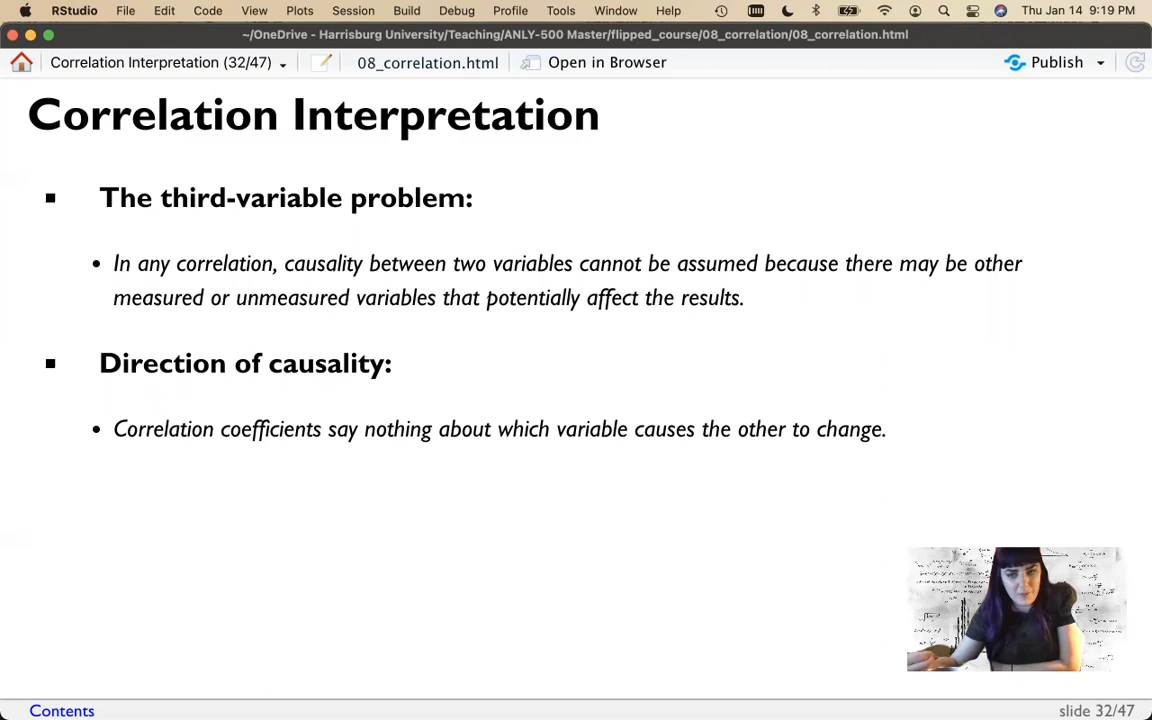 RStudio File Edit Code View Plots Session Build Debug Profile Tools Window Help Thu Jan 14 9:19 PM
~/OneDrive - Harrisburg University/Teaching/ANLY-500 Master/flipped_course/08_correlation/08_correlation.html
Correlation Interpretation (32/47) 08_correlation.html Open in Browser Publish
Correlation Interpretation
The third-variable problem:
In any correlation, causality between two variables cannot be assumed because there may be other
measured or unmeasured variables that potentially affect the results.
Direction of causality:
Correlation coefficients say nothing about which variable causes the other to change.
Contents slide 32/47